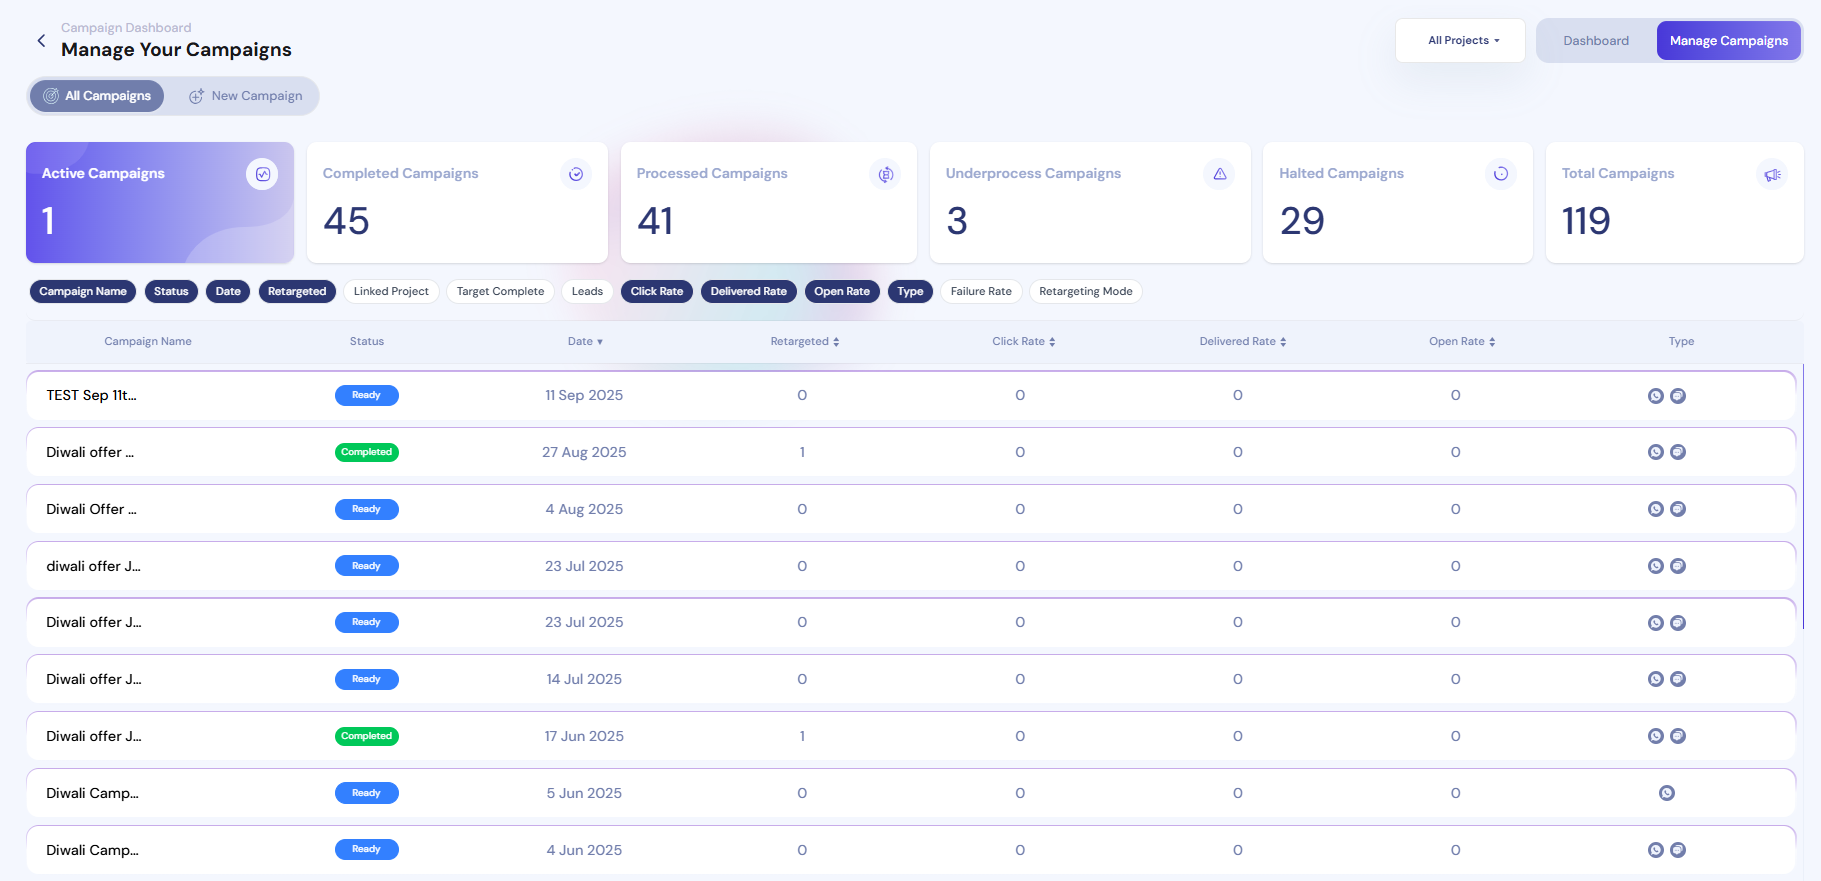 Campaign Dashboard
Manage Your Campaigns
All Projects
Dashboard
Manage Campaigns
All Campaigns
New Campaign
Active Campaigns
1
Completed Campaigns
45
Processed Campaigns
41
Underprocess Campaigns
3
Halted Campaigns
29
Total Campaigns
119
Campaign Name Status Date Retargeted Linked Project Target Complete Leads Click Rate Delivered Rate Open Rate Type Failure Rate Retargeting Mode
Campaign Name Status Date Retargeted Click Rate Delivered Rate Open Rate Type
TEST Sep 11t... Ready 11 Sep 2025 0 0 0 0
Diwali offer ... Completed 27 Aug 2025 1 0 0 0
Diwali Offer ... Ready 4 Aug 2025 0 0 0 0
diwali offer J... Ready 23 Jul 2025 0 0 0 0
Diwali offer J... Ready 23 Jul 2025 0 0 0 0
Diwali offer J... Ready 14 Jul 2025 0 0 0 0
Diwali offer J... Completed 17 Jun 2025 1 0 0 0
Diwali Camp... Ready 5 Jun 2025 0 0 0 0
Diwali Camp... Ready 4 Jun 2025 0 0 0 0